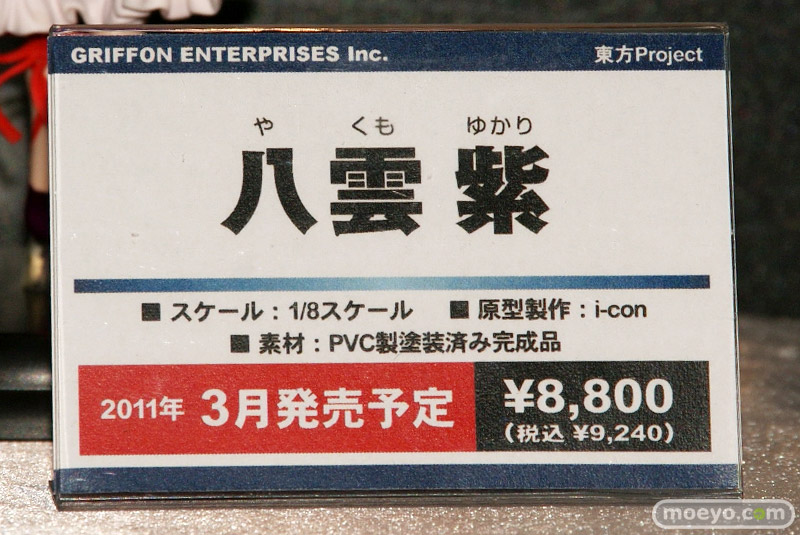 GRIFFON ENTERPRISES Inc. 東方Project
や くも ゆかり
八雲 紫
■ スケール：1/8スケール ■ 原型製作：i-con
■ 素材：PVC製塗装済み完成品
2011年 3月発売予定
¥8,800
（税込 ¥9,240）
moeyo.com